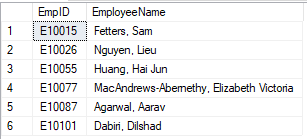 EmpID EmployeeName
1 E10015 Fetters, Sam
2 E10026 Nguyen, Lieu
3 E10055 Huang, Hai Jun
4 E10077 MacAndrews-Abernethy, Elizabeth Victoria
5 E10087 Agarwal, Aarav
6 E10101 Dabiri, Dilshad